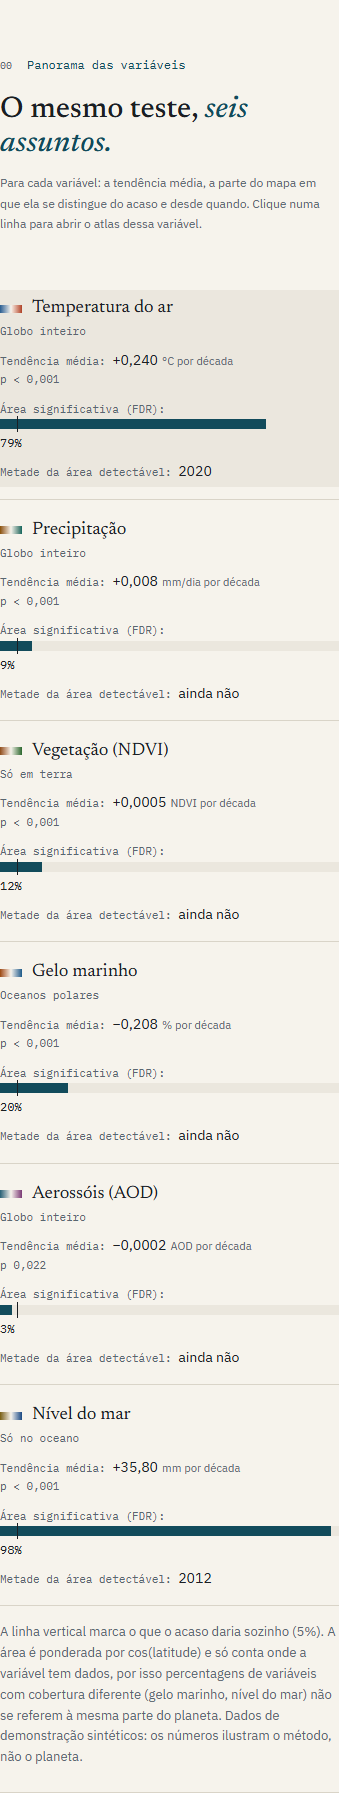 00 Panorama das variáveis
O mesmo teste, seis
assuntos.
Para cada variável: a tendência média, a parte do mapa em
que ela se distingue do acaso e desde quando. Clique numa
linha para abrir o atlas dessa variável.
Temperatura do ar
Globo inteiro
Tendência média: +0,240 °C por década
p < 0,001
Área significativa (FDR):
79%
Metade da área detectável: 2020
Precipitação
Globo inteiro
Tendência média: +0,008 mm/dia por década
p < 0,001
Área significativa (FDR):
9%
Metade da área detectável: ainda não
Vegetação (NDVI)
Só em terra
Tendência média: +0,0005 NDVI por década
p < 0,001
Área significativa (FDR):
12%
Metade da área detectável: ainda não
Gelo marinho
Oceanos polares
Tendência média: −0,208 % por década
p < 0,001
Área significativa (FDR):
20%
Metade da área detectável: ainda não
Aerossóis (AOD)
Globo inteiro
Tendência média: −0,0002 AOD por década
p 0,022
Área significativa (FDR):
3%
Metade da área detectável: ainda não
Nível do mar
Só no oceano
Tendência média: +35,80 mm por década
p < 0,001
Área significativa (FDR):
98%
Metade da área detectável: 2012
A linha vertical marca o que o acaso daria sozinho (5%). A
área é ponderada por cos(latitude) e só conta onde a
variável tem dados, por isso percentagens de variáveis
com cobertura diferente (gelo marinho, nível do mar) não
se referem à mesma parte do planeta. Dados de
demonstração sintéticos: os números ilustram o método,
não o planeta.